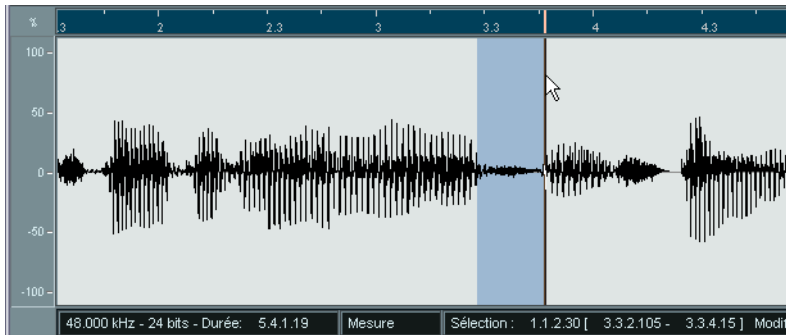 % .3 2 2.3 3 3.3 4 4.3
100
50
0
-50
-100
48.000 kHz - 24 bits - Durée: 5.4.1.19 Mesure Sélection : 1.1.2.30 [ 3.3.2.105 - 3.3.4.15 ] Modif